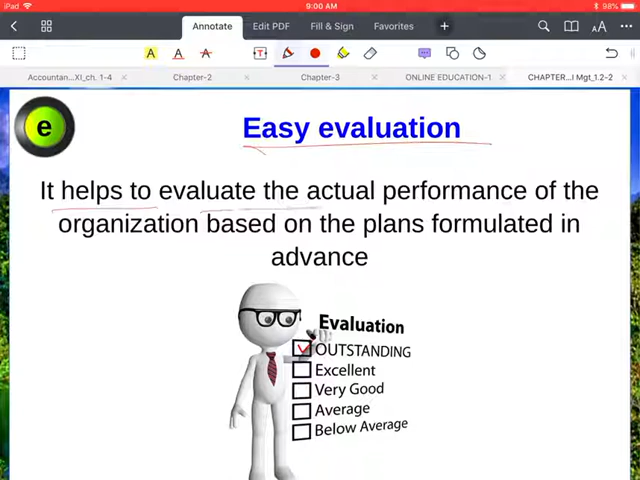 iPad 9:00 AM 98%
Annotate Edit PDF Fill & Sign Favorites +
Accountan..._XI_ch. 1-4 Chapter-2 Chapter-3 ONLINE EDUCATION-1 CHAPTER...I Mgt_1.2-2
e
Easy evaluation
It helps to evaluate the actual performance of the
organization based on the plans formulated in
advance
Evaluation
OUTSTANDING
Excellent
Very Good
Average
Below Average